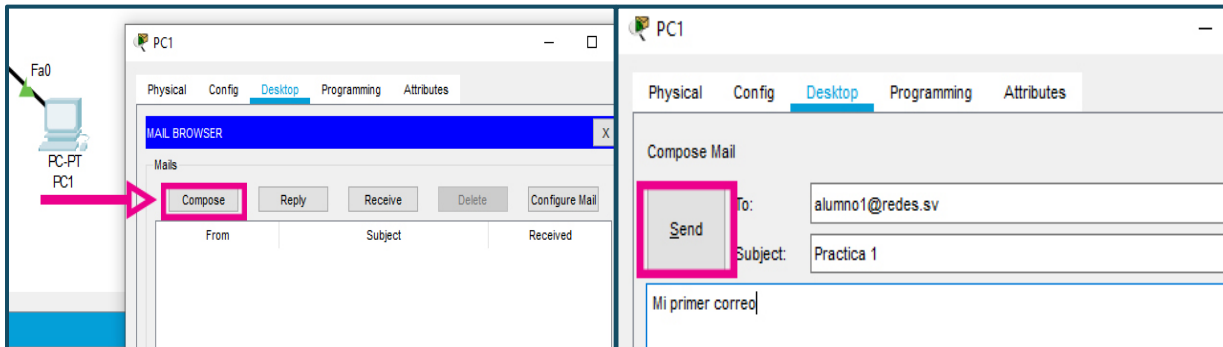 Fa0
PC-PT
PC1
PC1
Physical Config Desktop Programming Attributes
MAIL BROWSER X
Mails
Compose Reply Receive Delete Configure Mail
From Subject Received
PC1
Physical Config Desktop Programming Attributes
Compose Mail
Send
To: alumno1@redes.sv
Subject: Practica 1
Mi primer correo